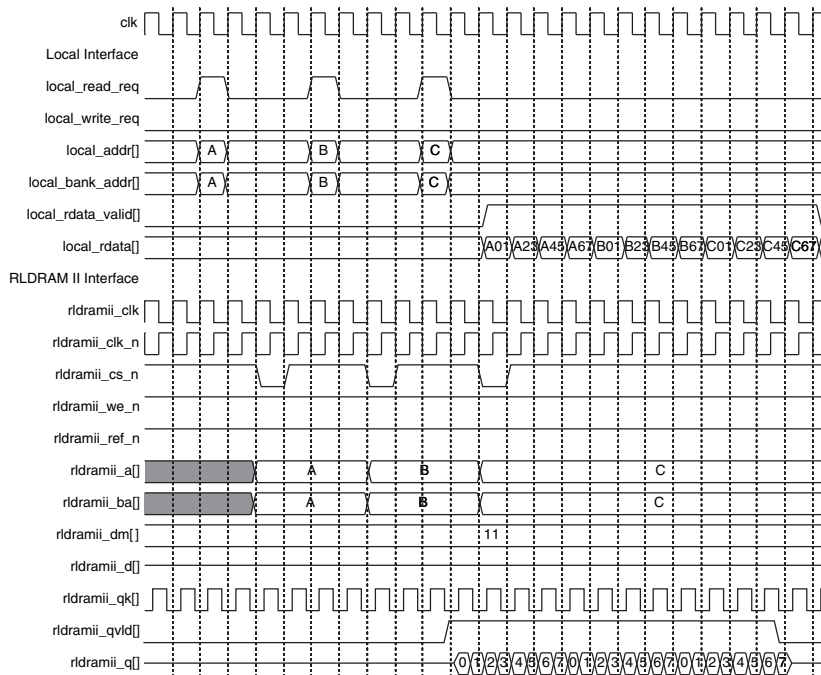 clk
Local Interface
local_read_req
local_write_req
local_addr[] A B C
local_bank_addr[] A B C
local_rdata_valid[]
local_rdata[] A01 A23 A45 A67 B01 B23 B45 B67 C01 C23 C45 C67
RLDRAM II Interface
rldramii_clk
rldramii_clk_n
rldramii_cs_n
rldramii_we_n
rldramii_ref_n
rldramii_a[] A B C
rldramii_ba[] A B C
rldramii_dm[] 11
rldramii_d[]
rldramii_qk[]
rldramii_qvld[]
rldramii_q[] 0 1 2 3 4 5 6 7 0 1 2 3 4 5 6 7 0 1 2 3 4 5 6 7